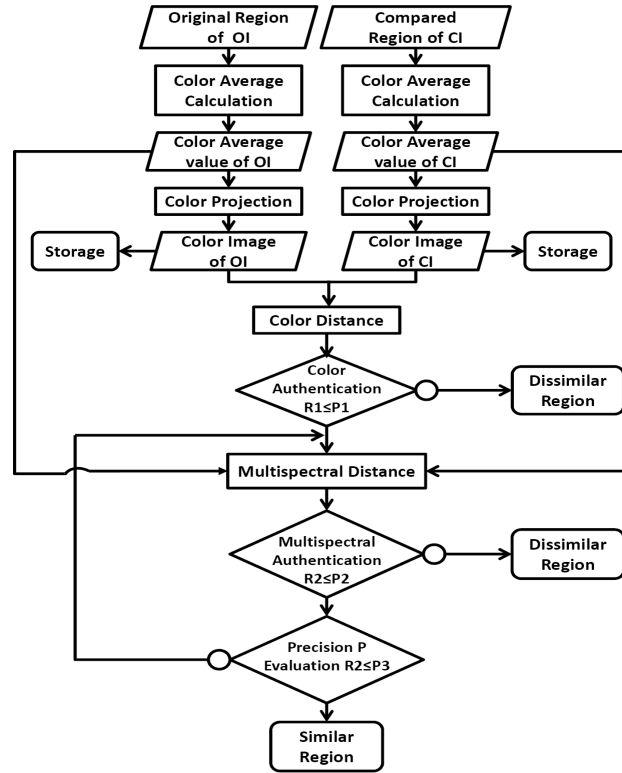 Original Region
of OI
Compared
Region of CI
Color Average
Calculation
Color Average
Calculation
Color Average
value of OI
Color Average
value of CI
Color Projection
Color Projection
Storage
Color Image
of OI
Color Image
of CI
Storage
Color Distance
Color
Authentication
R1≤P1
Dissimilar
Region
Multispectral Distance
Multispectral
Authentication
R2≤P2
Dissimilar
Region
Precision P
Evaluation R2≤P3
Similar
Region